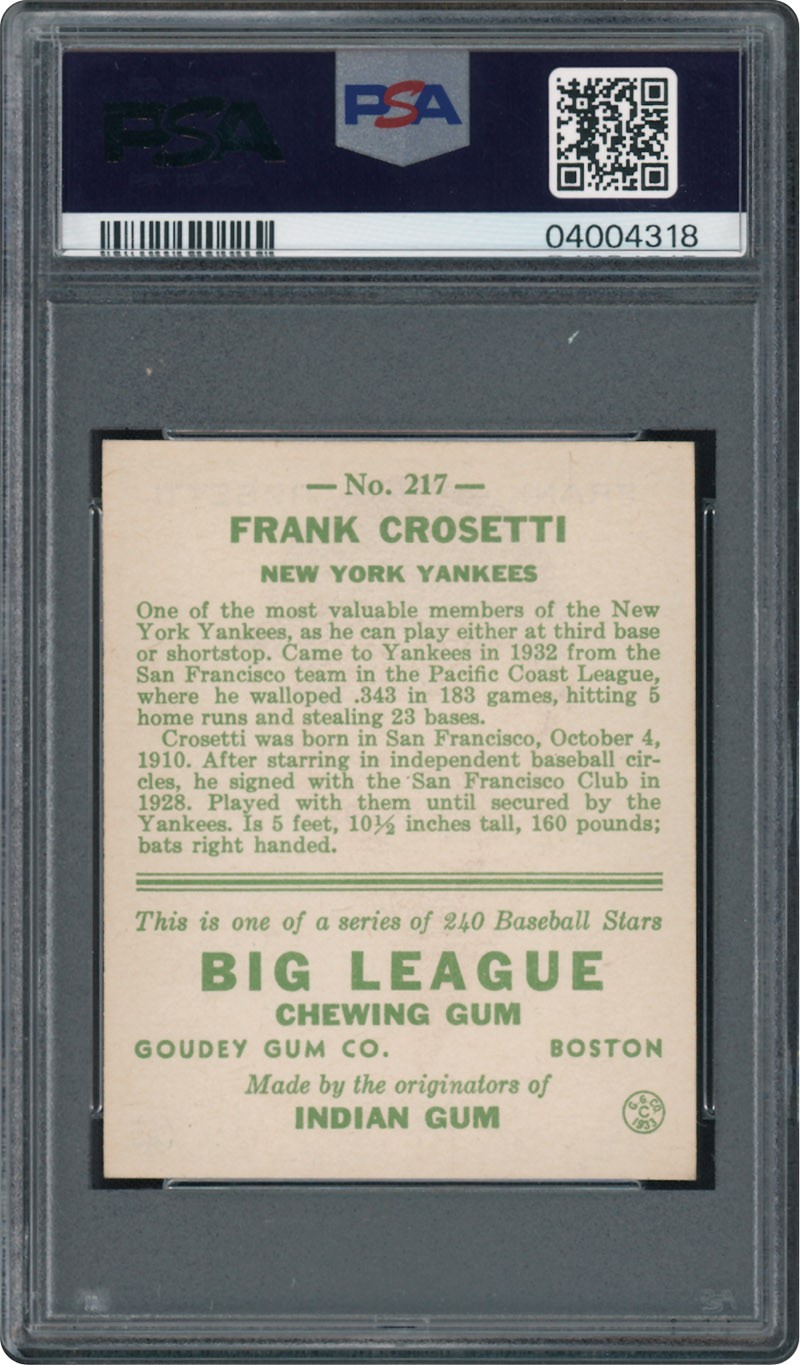 PSA
PSA
04004318
— No. 217 —
FRANK CROSETTI
NEW YORK YANKEES
One of the most valuable members of the New
York Yankees, as he can play either at third base
or shortstop. Came to Yankees in 1932 from the
San Francisco team in the Pacific Coast League,
where he walloped .343 in 183 games, hitting 5
home runs and stealing 23 bases.
Crosetti was born in San Francisco, October 4,
1910. After starring in independent baseball cir-
cles, he signed with the San Francisco Club in
1928. Played with them until secured by the
Yankees. Is 5 feet, 10½ inches tall, 160 pounds;
bats right handed.
This is one of a series of 240 Baseball Stars
BIG LEAGUE
CHEWING GUM
GOUDEY GUM CO. BOSTON
Made by the originators of
INDIAN GUM
G. G. CO.
C
1933